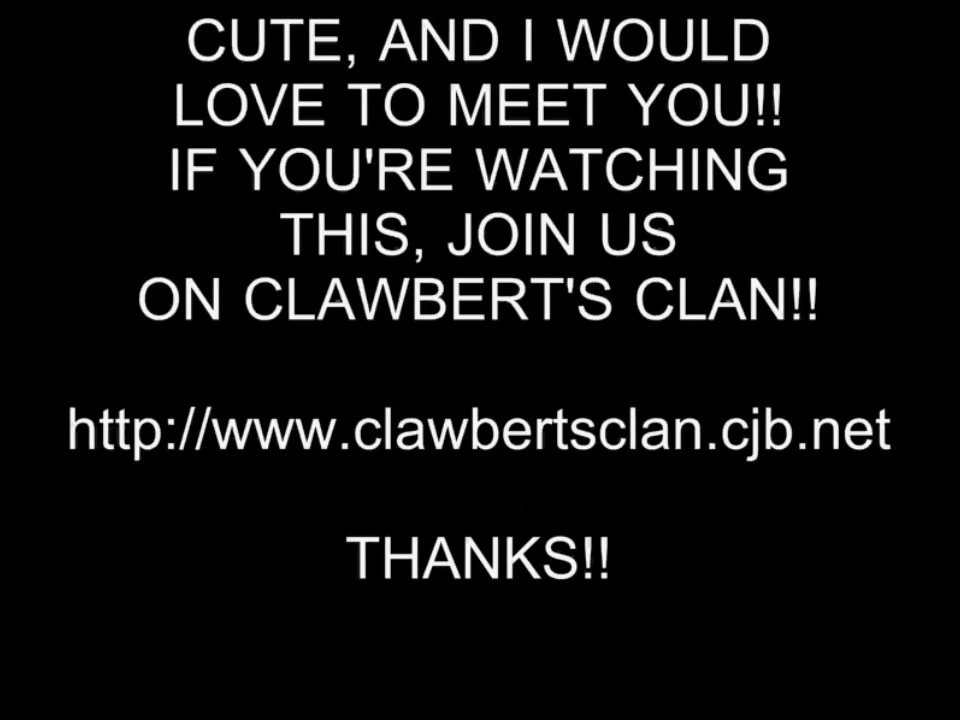 CUTE, AND I WOULD
LOVE TO MEET YOU!!
IF YOU'RE WATCHING
THIS, JOIN US
ON CLAWBERT'S CLAN!!
http://www.clawbertsclan.cjb.net
THANKS!!